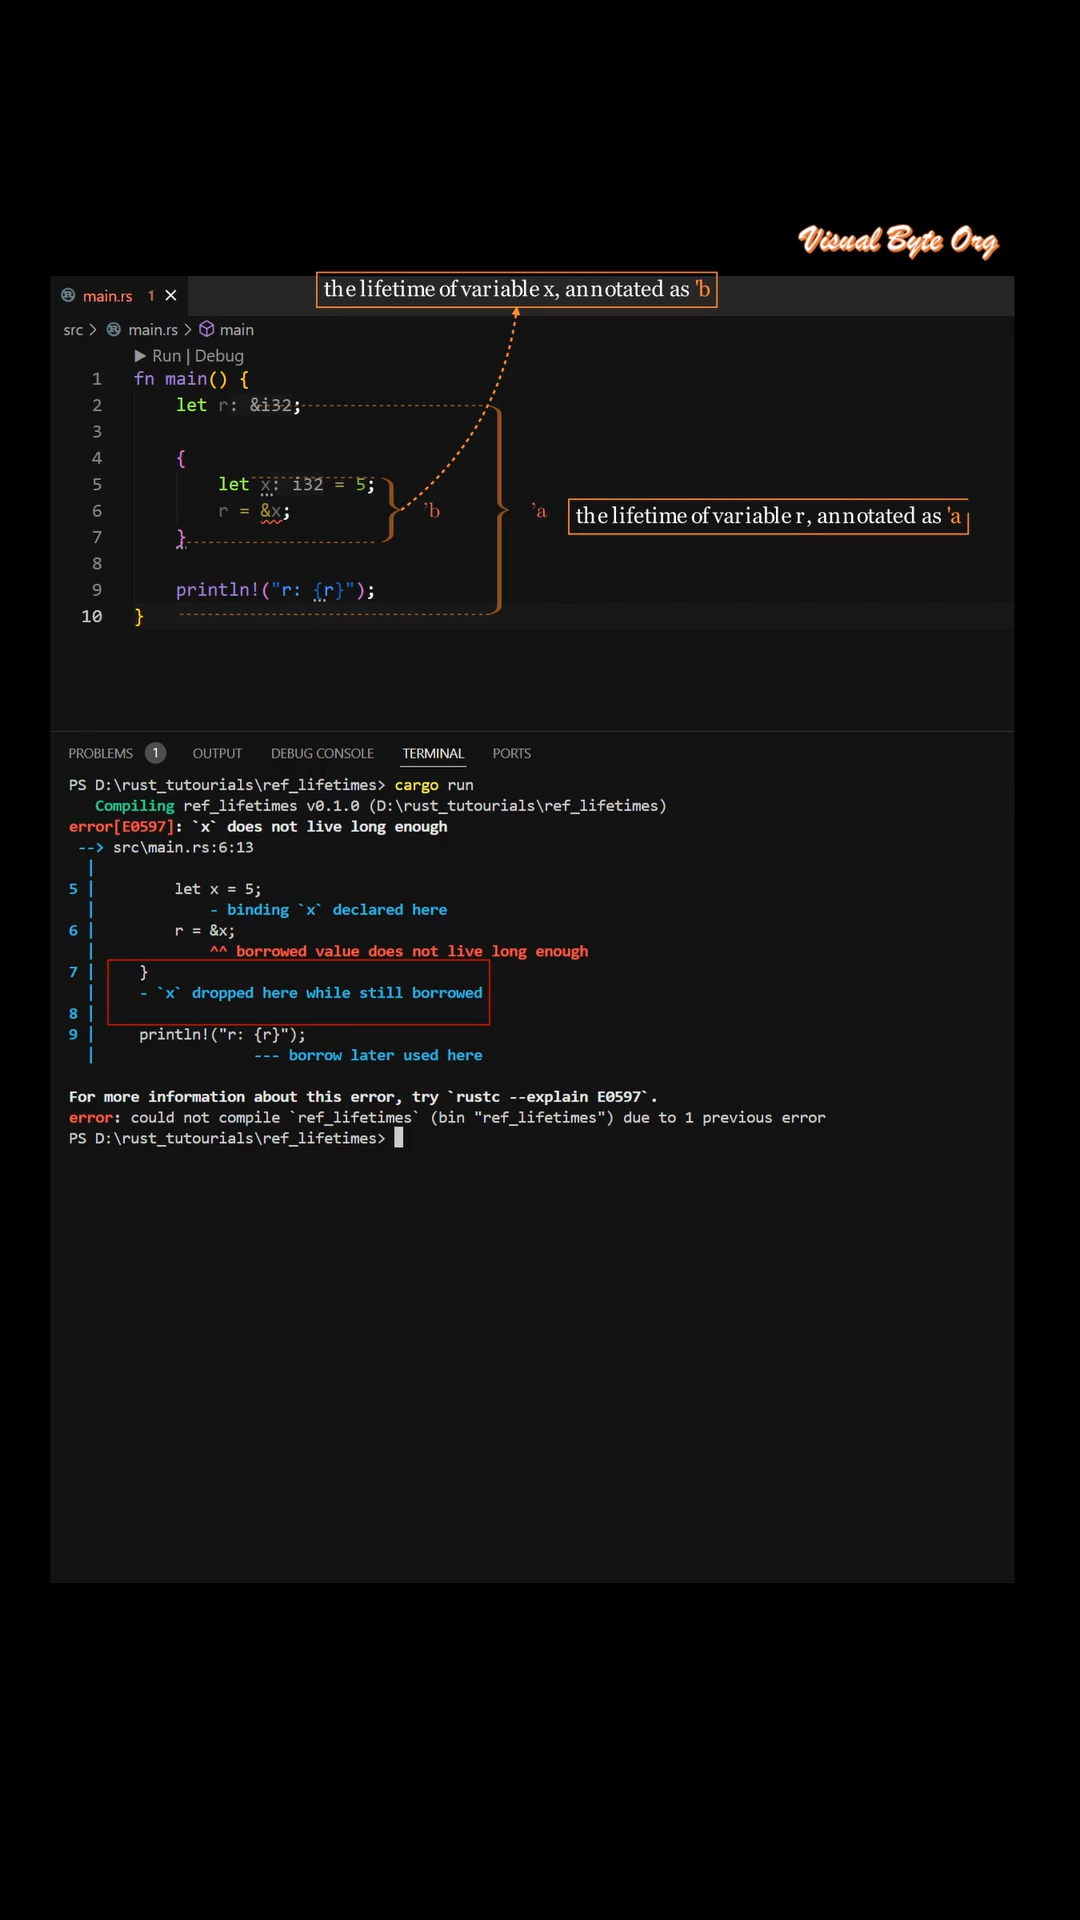 Visual Byte Org
the lifetime of variable x, annotated as 'b
main.rs 1
src > main.rs > main
Run | Debug
1 fn main() {
2 let r: &i32;
3
4 {
5 let x: i32 = 5;
6 r = &x;
'b
'a
the lifetime of variable r, annotated as 'a
7 }
8
9 println!("r: {r}");
10 }
PROBLEMS 1 OUTPUT DEBUG CONSOLE TERMINAL PORTS
PS D:\rust_tutourials\ref_lifetimes> cargo run
Compiling ref_lifetimes v0.1.0 (D:\rust_tutourials\ref_lifetimes)
error[E0597]: `x` does not live long enough
--> src\main.rs:6:13
|
5 | let x = 5;
| - binding `x` declared here
6 | r = &x;
| ^^ borrowed value does not live long enough
7 | }
| - `x` dropped here while still borrowed
8 |
9 | println!("r: {r}");
| --- borrow later used here
For more information about this error, try `rustc --explain E0597`.
error: could not compile `ref_lifetimes` (bin "ref_lifetimes") due to 1 previous error
PS D:\rust_tutourials\ref_lifetimes>